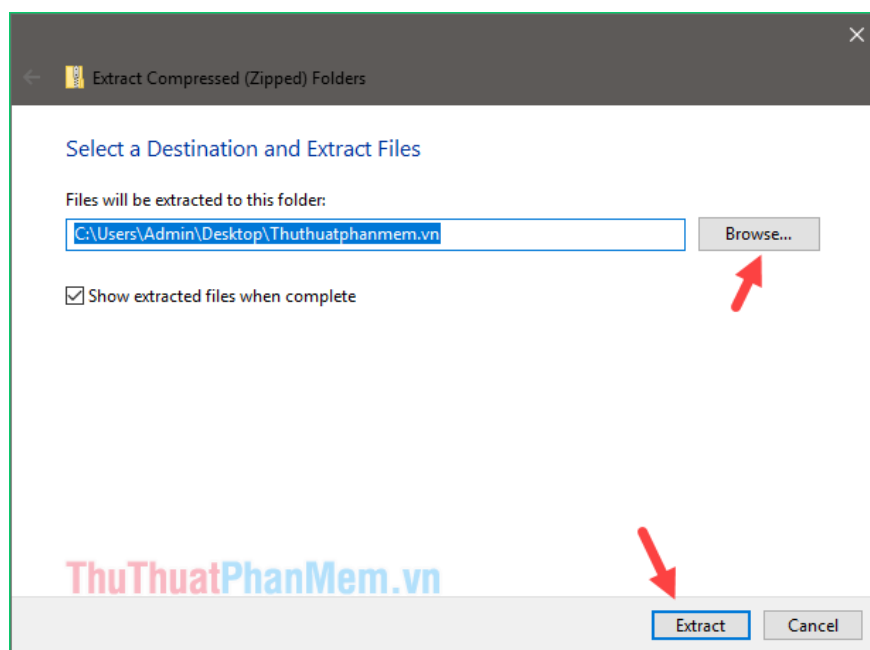 Extract Compressed (Zipped) Folders
Select a Destination and Extract Files
Files will be extracted to this folder:
C:\Users\Admin\Desktop\Thuthuatphanmem.vn
Browse...
Show extracted files when complete
ThuThuatPhanMem.vn
Extract
Cancel